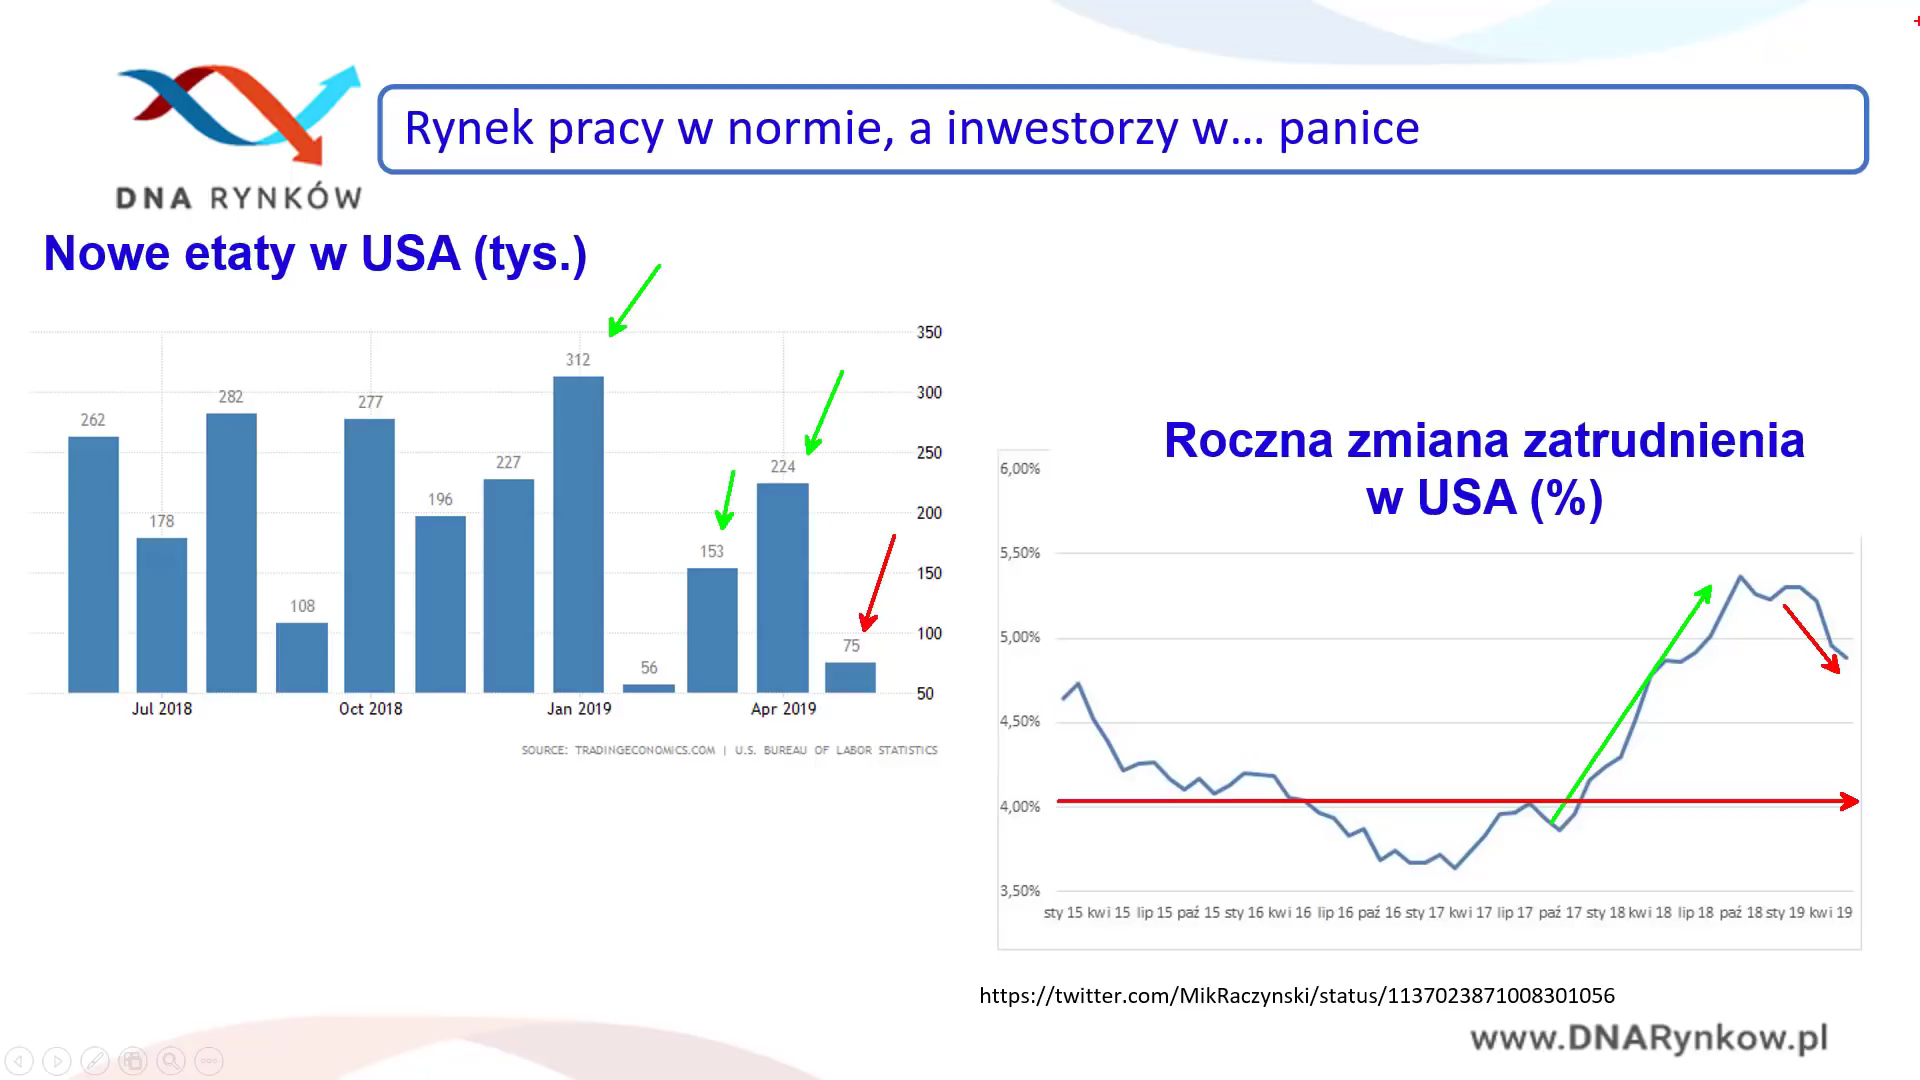 Rynek pracy w normie, a inwestorzy w... panice
DNA RYNKÓW
Nowe etaty w USA (tys.)
350
312
300
282
277
262
250
227
224
200
196
178
153
150
108
100
75
56
50
Jul 2018 Oct 2018 Jan 2019 Apr 2019
SOURCE: TRADINGECONOMICS.COM | U.S. BUREAU OF LABOR STATISTICS
Roczna zmiana zatrudnienia
w USA (%)
6,00%
5,50%
5,00%
4,50%
4,00%
3,50%
sty 15 kwi 15 lip 15 paź 15 sty 16 kwi 16 lip 16 paź 16 sty 17 kwi 17 lip 17 paź 17 sty 18 kwi 18 lip 18 paź 18 sty 19 kwi 19
https://twitter.com/MikRaczynski/status/1137023871008301056
www.DNARynkow.pl